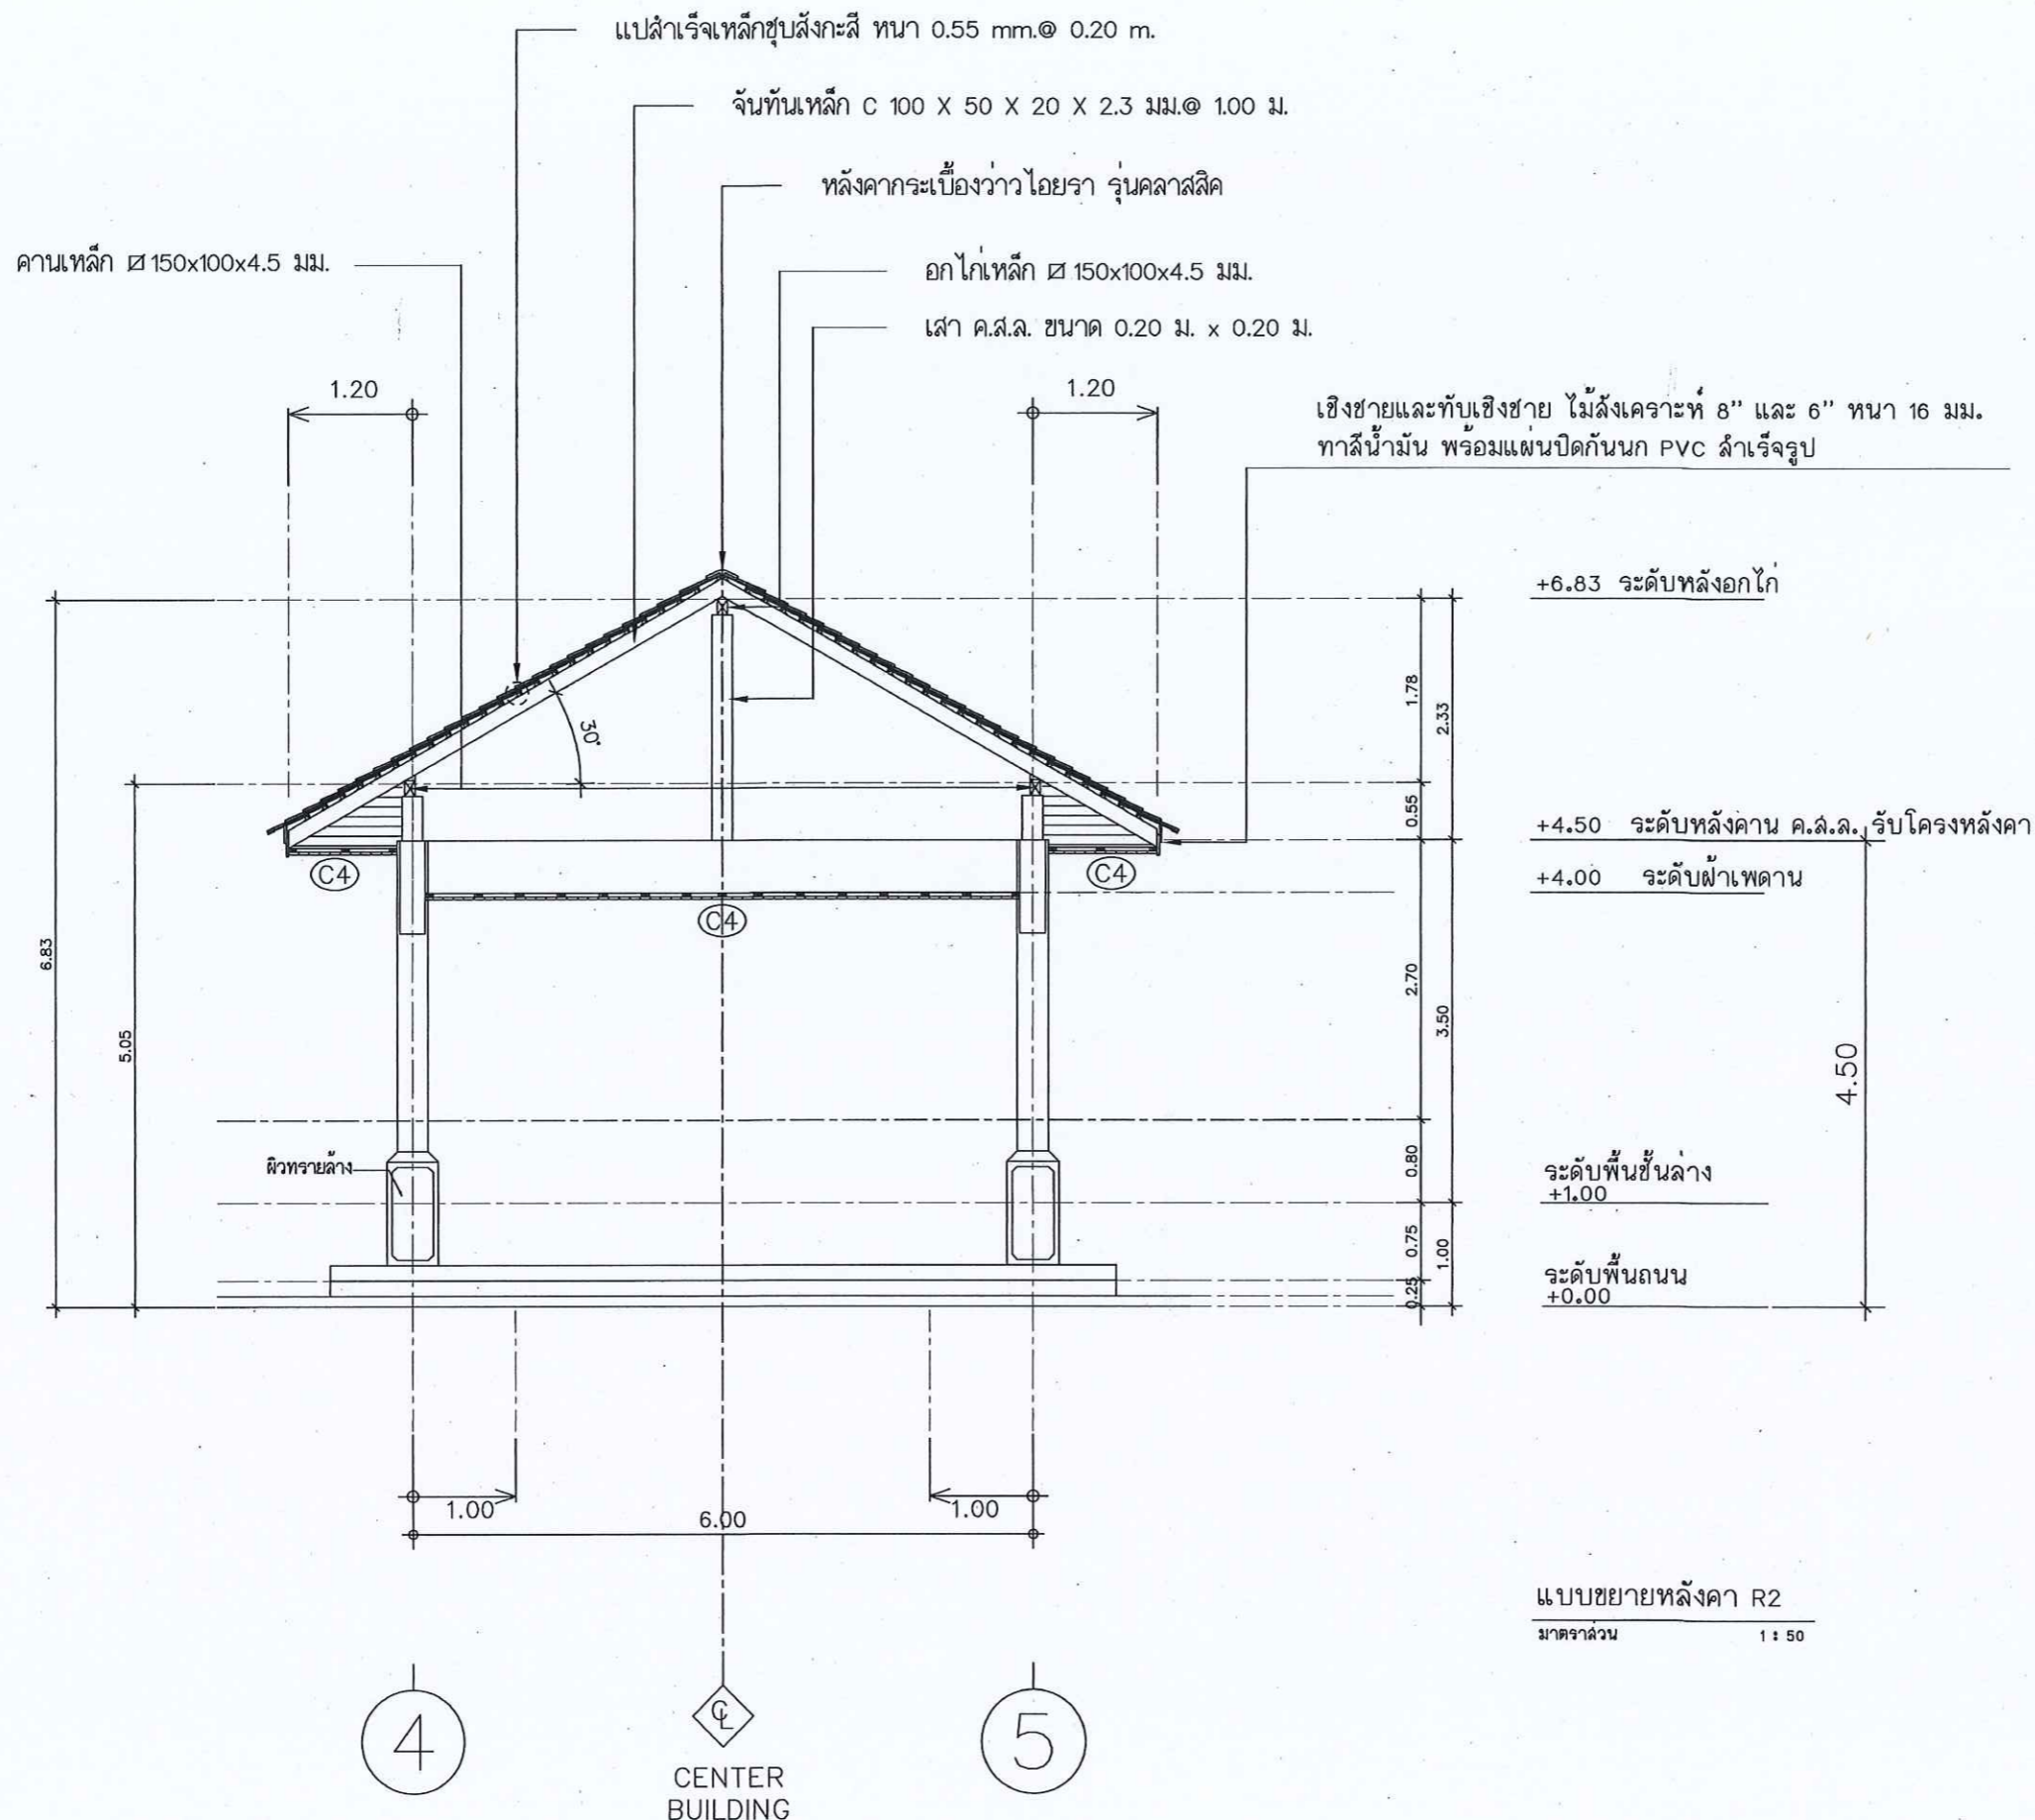 แปสำเร็จเหล็กชุบสังกะสี หนา 0.55 mm.@ 0.20 m.
จันทันเหล็ก C 100 X 50 X 20 X 2.3 มม.@ 1.00 ม.
หลังคากระเบื้องว่าวไอยรา รุ่นคลาสสิค
คานเหล็ก 150x100x4.5 มม.
อกไก่เหล็ก 150x100x4.5 มม.
เสา ค.ส.ล. ขนาด 0.20 ม. x 0.20 ม.
1.20
1.20
เชิงชายและทับเชิงชาย ไม้สังเคราะห์ 8" และ 6" หนา 16 มม.
ทาสีน้ำมัน พร้อมแผ่นปิดกันนก PVC สำเร็จรูป
+6.83 ระดับหลังอกไก่
1.78
2.33
30°
0.55
+4.50 ระดับหลังคาน ค.ส.ล. รับโครงหลังคา
C4
C4
+4.00 ระดับฝ้าเพดาน
C4
6.83
5.05
2.70
3.50
4.50
ผิวทรายล้าง
0.80
ระดับพื้นชั้นล่าง
+1.00
0.75
1.00
0.25
ระดับพื้นถนน
+0.00
1.00
1.00
6.00
แบบขยายหลังคา R2
มาตราส่วน 1 : 50
4
CL
5
CENTER
BUILDING